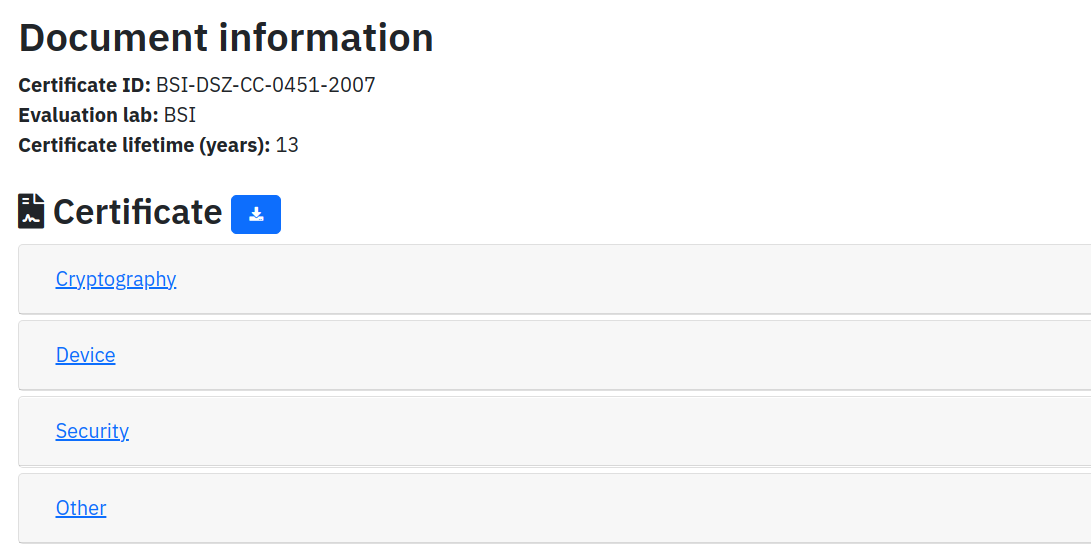 Document information
Certificate ID: BSI-DSZ-CC-0451-2007
Evaluation lab: BSI
Certificate lifetime (years): 13
Certificate
Cryptography
Device
Security
Other